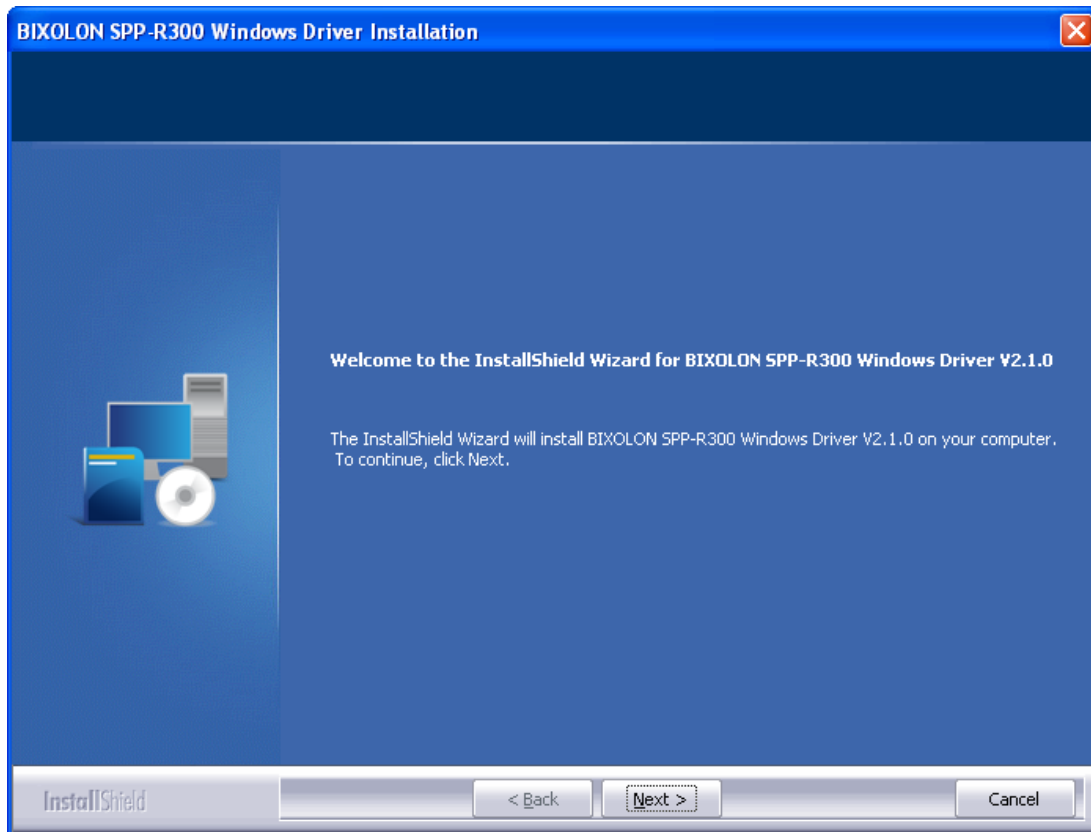 BIXOLON SPP-R300 Windows Driver Installation
Welcome to the InstallShield Wizard for BIXOLON SPP-R300 Windows Driver V2.1.0
The InstallShield Wizard will install BIXOLON SPP-R300 Windows Driver V2.1.0 on your computer.
To continue, click Next.
InstallShield
< Back
Next >
Cancel